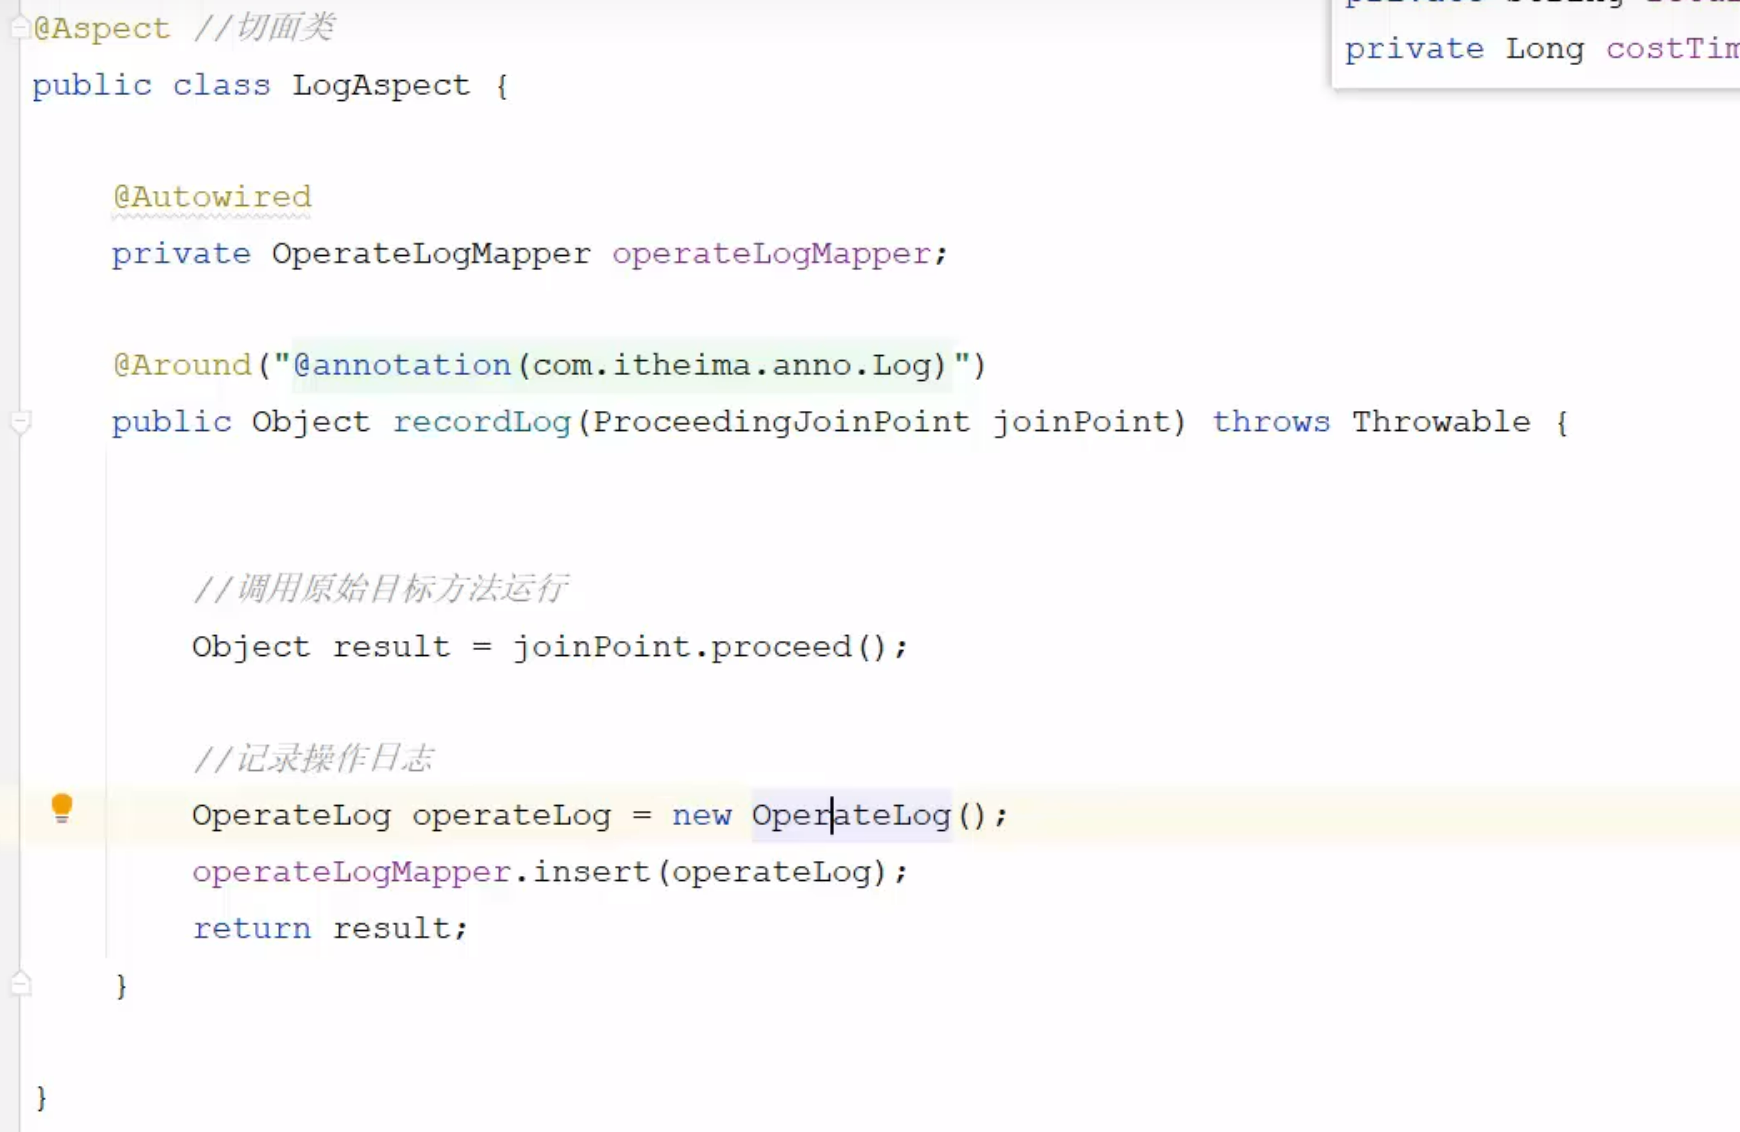 @Aspect //切面类
public class LogAspect {
@Autowired
private OperateLogMapper operateLogMapper;
@Around("@annotation(com.itheima.anno.Log)")
public Object recordLog(ProceedingJoinPoint joinPoint) throws Throwable {
//调用原始目标方法运行
Object result = joinPoint.proceed();
//记录操作日志
OperateLog operateLog = new OperateLog();
operateLogMapper.insert(operateLog);
return result;
}
}
private String
private Long costTim